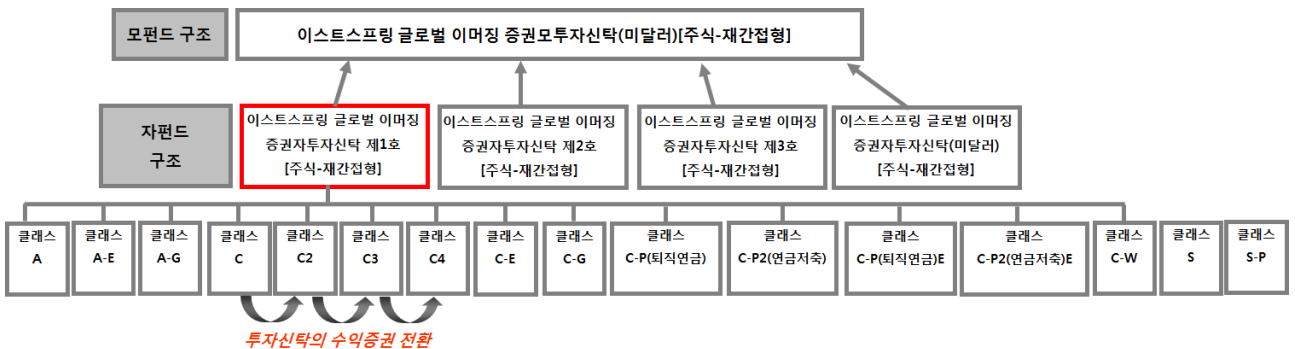 모펀드 구조
이스트스프링 글로벌 이머징 증권모투자신탁(미달러)[주식-재간접형]
자펀드
구조
이스트스프링 글로벌 이머징
증권자투자신탁 제1호
[주식-재간접형]
이스트스프링 글로벌 이머징
증권자투자신탁 제2호
[주식-재간접형]
이스트스프링 글로벌 이머징
증권자투자신탁 제3호
[주식-재간접형]
이스트스프링 글로벌 이머징
증권자투자신탁(미달러)
[주식-재간접형]
클래스
A
클래스
A-E
클래스
A-G
클래스
C
클래스
C2
클래스
C3
클래스
C4
클래스
C-E
클래스
C-G
클래스
C-P(퇴직연금)
클래스
C-P2(연금저축)
클래스
C-P(퇴직연금)E
클래스
C-P2(연금저축)E
클래스
C-W
클래스
S
클래스
S-P
투자신탁의 수익증권 전환